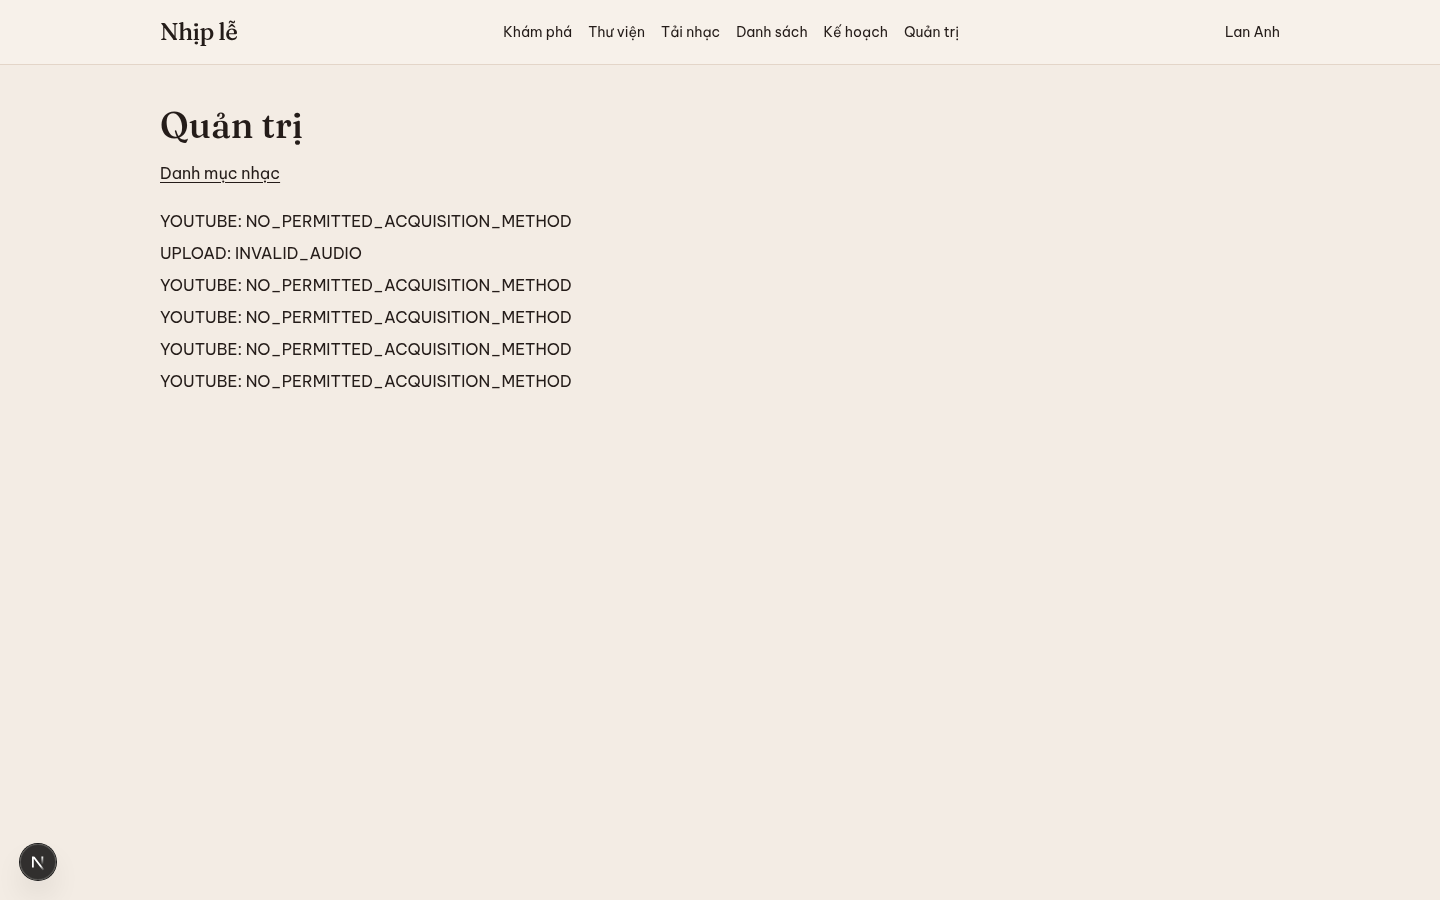 Nhịp lễ
Khám phá Thư viện Tải nhạc Danh sách Kế hoạch Quản trị
Lan Anh
Quản trị
Danh mục nhạc
YOUTUBE: NO_PERMITTED_ACQUISITION_METHOD
UPLOAD: INVALID_AUDIO
YOUTUBE: NO_PERMITTED_ACQUISITION_METHOD
YOUTUBE: NO_PERMITTED_ACQUISITION_METHOD
YOUTUBE: NO_PERMITTED_ACQUISITION_METHOD
YOUTUBE: NO_PERMITTED_ACQUISITION_METHOD
N